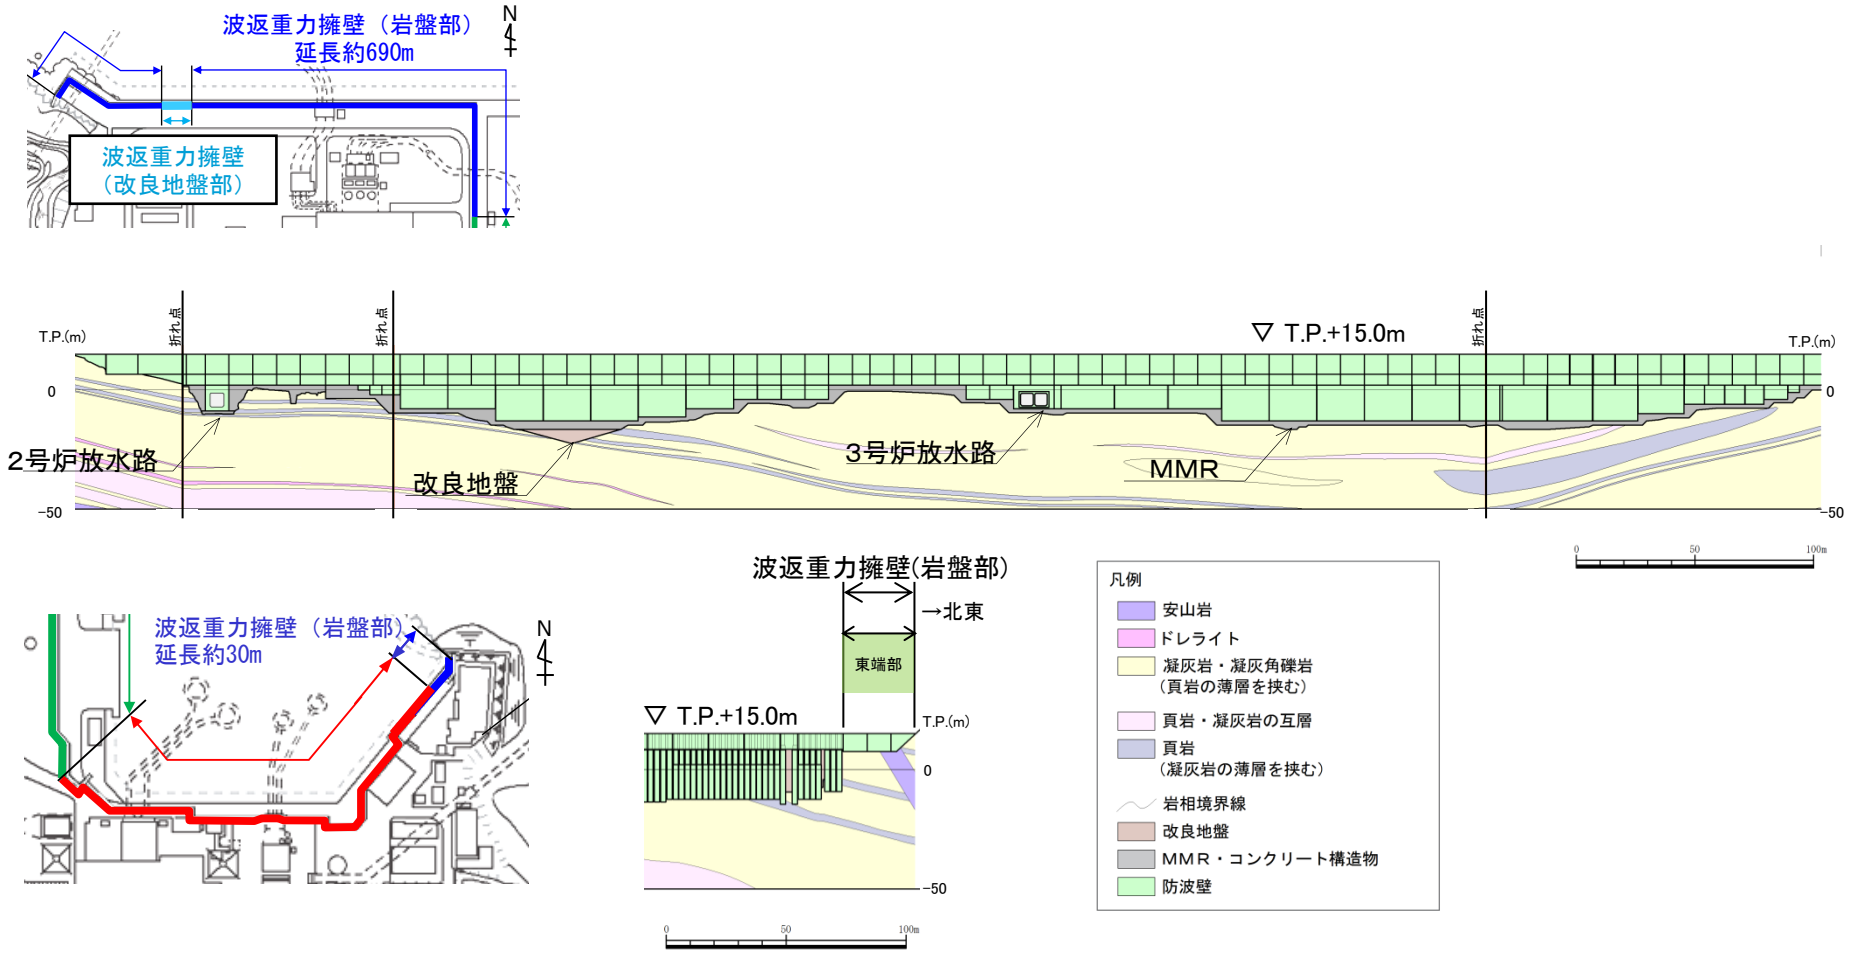 波返重力擁壁（岩盤部）
延長約690m
N
波返重力擁壁
（改良地盤部）
折れ点
折れ点
折れ点
▽ T.P.+15.0m
T.P.(m)
T.P.(m)
0
0
2号炉放水路
改良地盤
3号炉放水路
MMR
-50
-50
0 50 100m
波返重力擁壁(岩盤部)
→北東
東端部
▽ T.P.+15.0m
T.P.(m)
0
-50
0 50 100m
波返重力擁壁（岩盤部）
延長約30m
N
凡例
安山岩
ドレライト
凝灰岩・凝灰角礫岩
(頁岩の薄層を挟む)
頁岩・凝灰岩の互層
頁岩
(凝灰岩の薄層を挟む)
岩相境界線
改良地盤
MMR・コンクリート構造物
防波壁